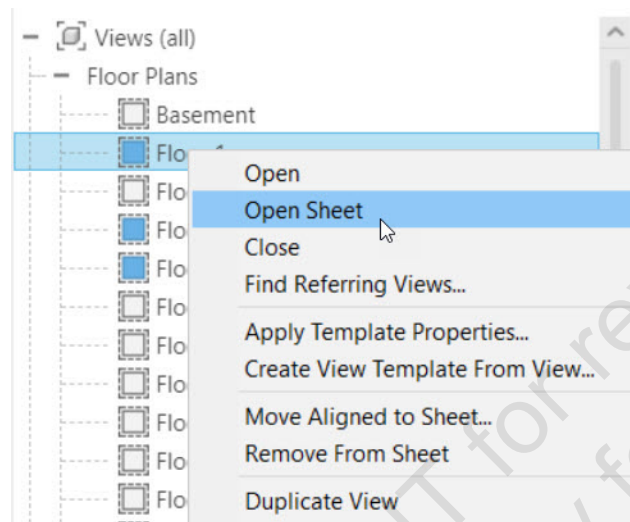 Views (all)
Floor Plans
Basement
Flo
Open
Flo
Open Sheet
Flo
Close
Flo
Find Referring Views...
Flo
Apply Template Properties...
Flo
Create View Template From View...
Flo
Move Aligned to Sheet...
Flo
Remove From Sheet
Flo
Duplicate View
for